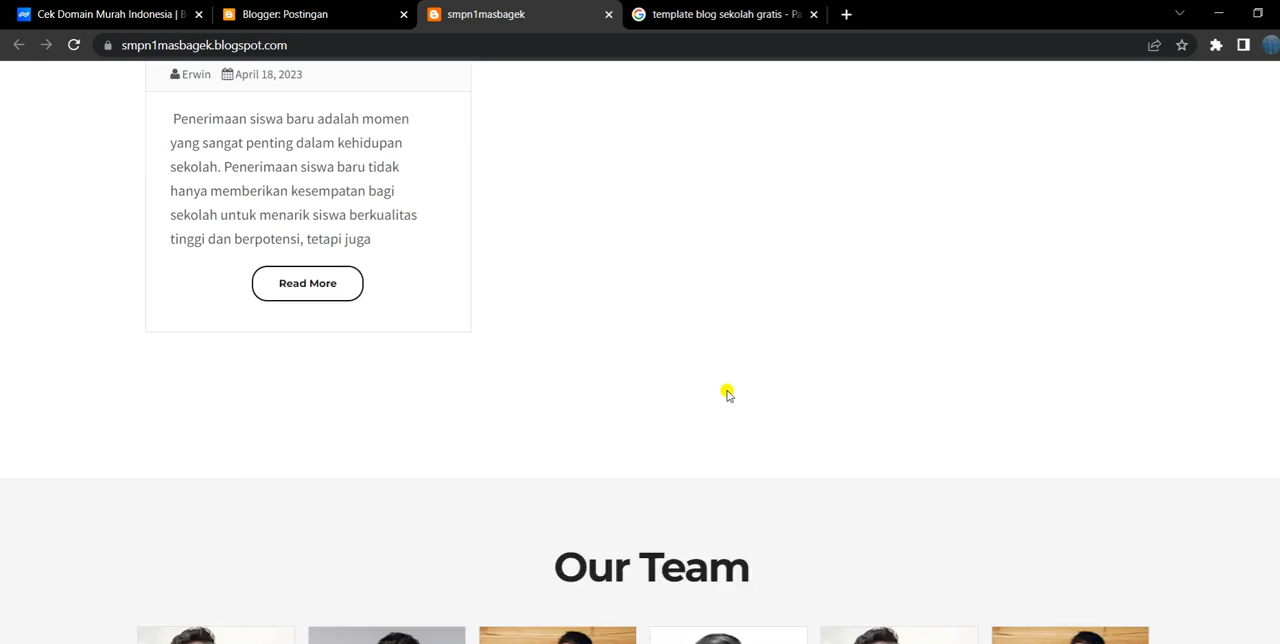 Cek Domain Murah Indonesia | B
Blogger: Postingan
smpn1masbagek
template blog sekolah gratis - Pe
smpn1masbagek.blogspot.com
Erwin April 18, 2023
Penerimaan siswa baru adalah momen
yang sangat penting dalam kehidupan
sekolah. Penerimaan siswa baru tidak
hanya memberikan kesempatan bagi
sekolah untuk menarik siswa berkualitas
tinggi dan berpotensi, tetapi juga
Read More
Our Team